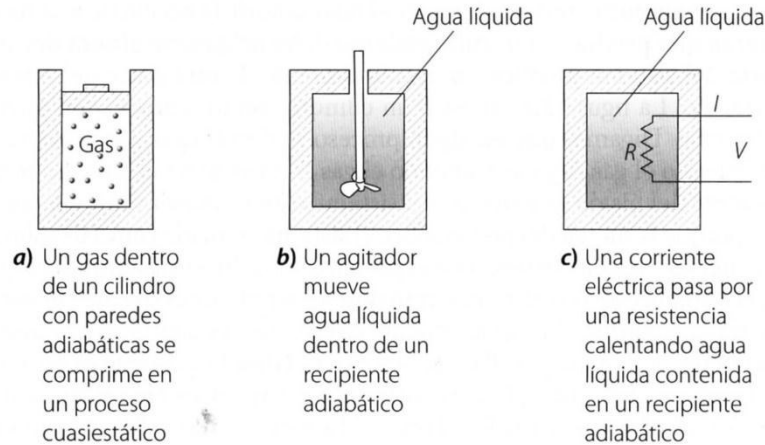 Agua líquida
Agua líquida
Gas
I
R
V
a) Un gas dentro
de un cilindro
con paredes
adiabáticas se
comprime en
un proceso
cuasiestático
b) Un agitador
mueve
agua líquida
dentro de un
recipiente
adiabático
c) Una corriente
eléctrica pasa por
una resistencia
calentando agua
líquida contenida
en un recipiente
adiabático